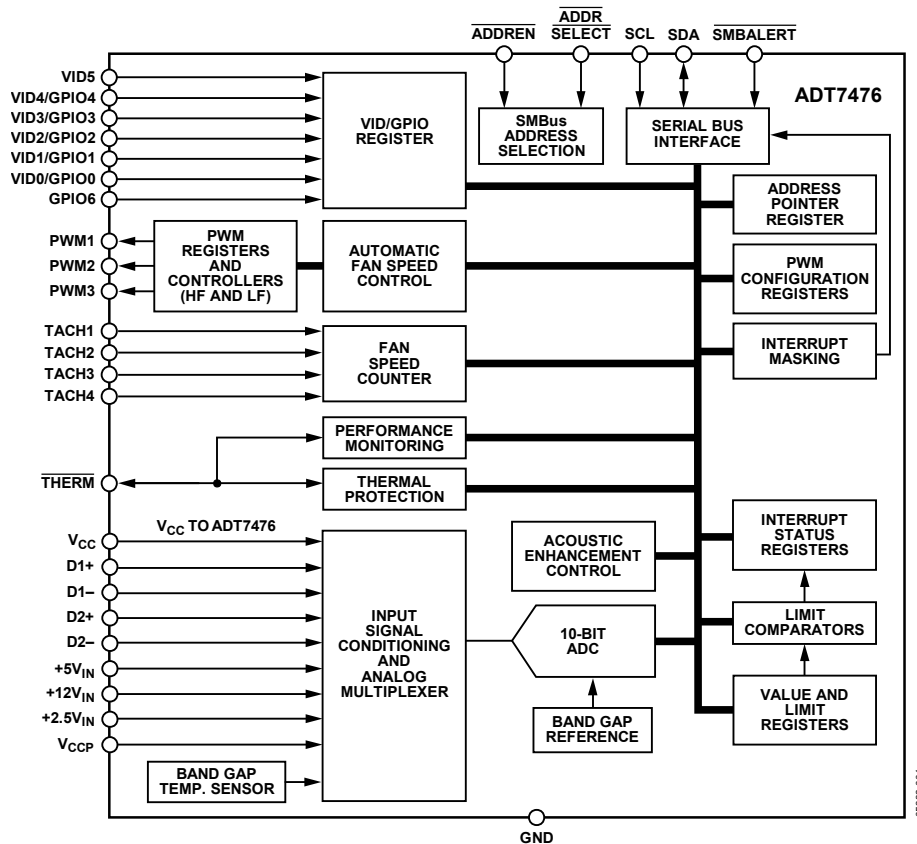 ADDREN
ADDR
SELECT
SCL
SDA
SMBALERT
ADT7476
VID5
VID4/GPIO4
VID3/GPIO3
VID2/GPIO2
VID1/GPIO1
VID0/GPIO0
GPIO6
VID/GPIO
REGISTER
SMBus
ADDRESS
SELECTION
SERIAL BUS
INTERFACE
ADDRESS
POINTER
REGISTER
PWM1
PWM2
PWM3
PWM
REGISTERS
AND
CONTROLLERS
(HF AND LF)
AUTOMATIC
FAN SPEED
CONTROL
PWM
CONFIGURATION
REGISTERS
TACH1
TACH2
TACH3
TACH4
FAN
SPEED
COUNTER
INTERRUPT
MASKING
PERFORMANCE
MONITORING
THERM
THERMAL
PROTECTION
VCC
D1+
D1–
D2+
D2–
+5VIN
+12VIN
+2.5VIN
VCCP
VCC TO ADT7476
INPUT
SIGNAL
CONDITIONING
AND
ANALOG
MULTIPLEXER
BAND GAP
TEMP. SENSOR
ACOUSTIC
ENHANCEMENT
CONTROL
10-BIT
ADC
BAND GAP
REFERENCE
INTERRUPT
STATUS
REGISTERS
LIMIT
COMPARATORS
VALUE AND
LIMIT
REGISTERS
GND